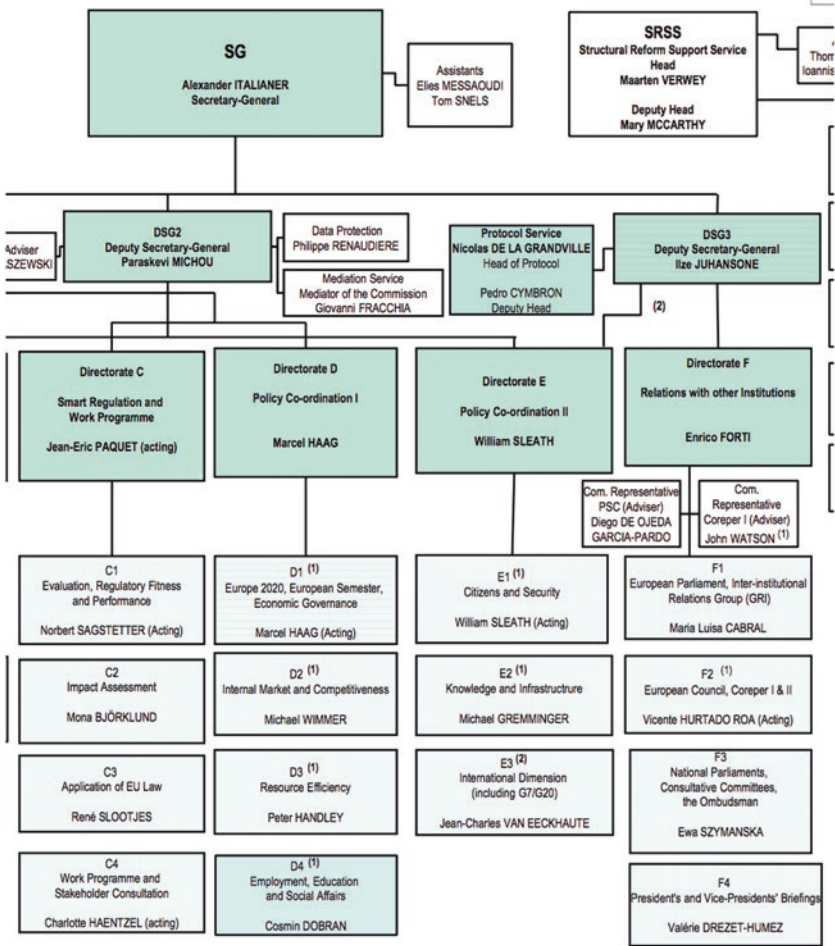 SG
Alexander ITALIANER
Secretary-General
Assistants
Elies MESSAOUDI
Tom SNELS
SRSS
Structural Reform Support Service
Head
Maarten VERWEY
Deputy Head
Mary MCCARTHY
Adviser
DSG2
Deputy Secretary-General
Paraskevi MICHOU
Data Protection
Philippe RENAUDIERE
Mediation Service
Mediator of the Commission
Giovanni FRACCHIA
Protocol Service
Nicolas DE LA GRANDVILLE
Head of Protocol
Pedro CYMBRON
Deputy Head
DSG3
Deputy Secretary-General
Ilze JUHANSONE
(2)
Directorate C
Smart Regulation and
Work Programme
Jean-Eric PAQUET (acting)
Directorate D
Policy Co-ordination I
Marcel HAAG
Directorate E
Policy Co-ordination II
William SLEATH
Directorate F
Relations with other Institutions
Enrico FORTI
Com. Representative
PSC (Adviser)
Diego DE OJEDA
GARCIA-PARDO
Com.
Representative
Coreper I (Adviser)
John WATSON (1)
C1
Evaluation, Regulatory Fitness
and Performance
Norbert SAGSTETTER (Acting)
D1 (1)
Europe 2020, European Semester,
Economic Governance
Marcel HAAG (Acting)
E1 (1)
Citizens and Security
William SLEATH (Acting)
F1
European Parliament, Inter-institutional
Relations Group (GRI)
Maria Luisa CABRAL
C2
Impact Assessment
Mona BJÖRKLUND
D2 (1)
Internal Market and Competitiveness
Michael WIMMER
E2 (1)
Knowledge and Infrastructrure
Michael GREMMINGER
F2 (1)
European Council, Coreper I & II
Vicente HURTADO ROA (Acting)
C3
Application of EU Law
René SLOOTJES
D3 (1)
Resource Efficiency
Peter HANDLEY
E3 (2)
International Dimension
(including G7/G20)
Jean-Charles VAN EECKHAUTE
F3
National Parliaments,
Consultative Committees,
the Ombudsman
Ewa SZYMANSKA
C4
Work Programme and
Stakeholder Consultation
Charlotte HAENTZEL (acting)
D4 (1)
Employment, Education
and Social Affairs
Cosmin DOBRAN
F4
President's and Vice-Presidents' Briefings
Valérie DREZET-HUMEZ